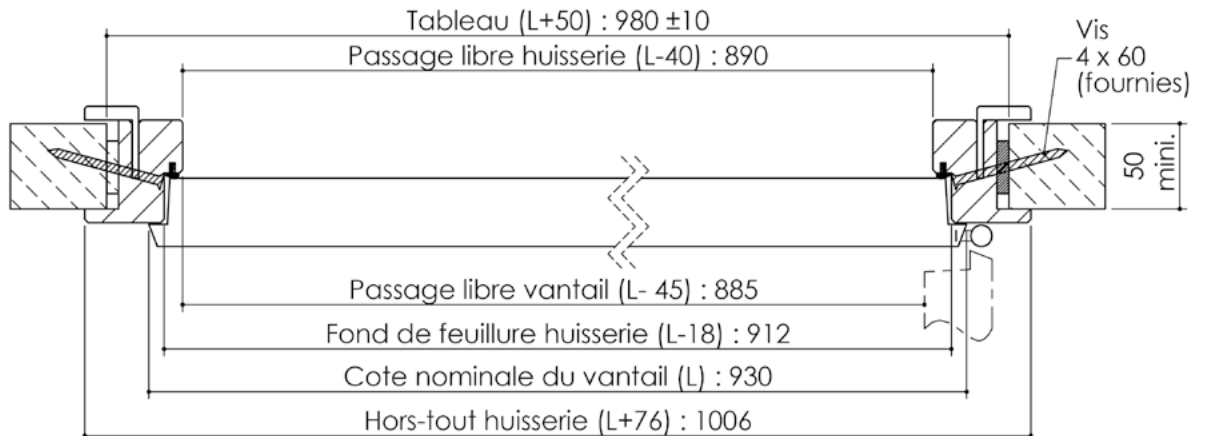 Tableau (L+50) : 980 ±10
Passage libre huisserie (L-40) : 890
Vis
4 x 60
(fournies)
50
mini.
Passage libre vantail (L- 45) : 885
Fond de feuillure huisserie (L-18) : 912
Cote nominale du vantail (L) : 930
Hors-tout huisserie (L+76) : 1006